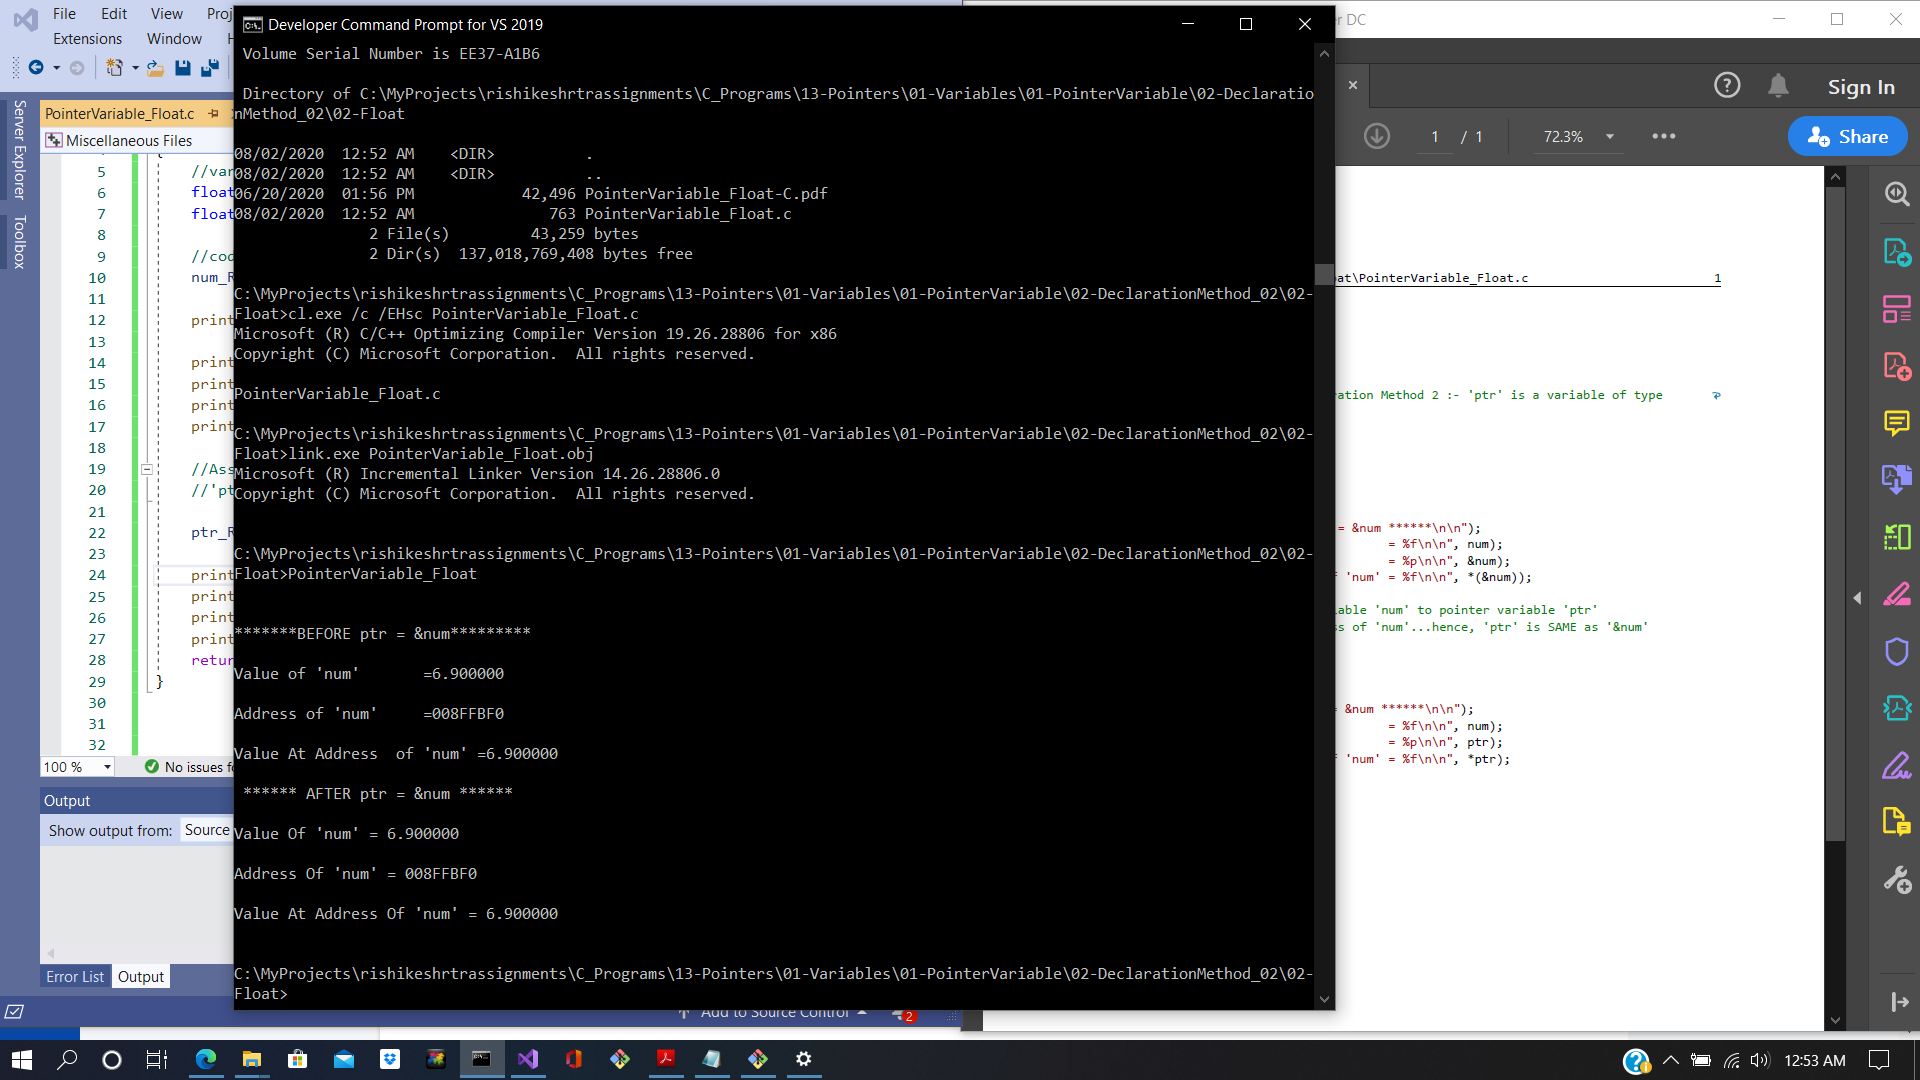 File Edit View Proj
Extensions Window
Developer Command Prompt for VS 2019
Server Explorer
Toolbox
PointerVariable_Float.c
Miscellaneous Files
5 //var
6 float
7 float
8
9 //cod
10 num_R
11
12 print
13
14 print
15 print
16 print
17 print
18
19 //Ass
20 //'pt
21
22 ptr_R
23
24 print
25 print
26 print
27 print
28 retur
29 }
30
31
32
100 % No issues f
Output
Show output from: Source
Error List Output
Add to Source Control 2
Volume Serial Number is EE37-A1B6
Directory of C:\MyProjects\rishikeshrtrassignments\C_Programs\13-Pointers\01-Variables\01-PointerVariable\02-Declaratio
nMethod_02\02-Float
08/02/2020 12:52 AM <DIR> .
08/02/2020 12:52 AM <DIR> ..
06/20/2020 01:56 PM 42,496 PointerVariable_Float-C.pdf
08/02/2020 12:52 AM 763 PointerVariable_Float.c
2 File(s) 43,259 bytes
2 Dir(s) 137,018,769,408 bytes free
C:\MyProjects\rishikeshrtrassignments\C_Programs\13-Pointers\01-Variables\01-PointerVariable\02-DeclarationMethod_02\02-
Float>cl.exe /c /EHsc PointerVariable_Float.c
Microsoft (R) C/C++ Optimizing Compiler Version 19.26.28806 for x86
Copyright (C) Microsoft Corporation. All rights reserved.
PointerVariable_Float.c
C:\MyProjects\rishikeshrtrassignments\C_Programs\13-Pointers\01-Variables\01-PointerVariable\02-DeclarationMethod_02\02-
Float>link.exe PointerVariable_Float.obj
Microsoft (R) Incremental Linker Version 14.26.28806.0
Copyright (C) Microsoft Corporation. All rights reserved.
C:\MyProjects\rishikeshrtrassignments\C_Programs\13-Pointers\01-Variables\01-PointerVariable\02-DeclarationMethod_02\02-
Float>PointerVariable_Float
*******BEFORE ptr = &num*********
Value of 'num' =6.900000
Address of 'num' =008FFBF0
Value At Address of 'num' =6.900000
****** AFTER ptr = &num ******
Value Of 'num' = 6.900000
Address Of 'num' = 008FFBF0
Value At Address Of 'num' = 6.900000
C:\MyProjects\rishikeshrtrassignments\C_Programs\13-Pointers\01-Variables\01-PointerVariable\02-DeclarationMethod_02\02-
Float>
r DC
Sign In
1 / 1 72.3% Share
at\PointerVariable_Float.c 1
ation Method 2 :- 'ptr' is a variable of type
= &num ******\n\n");
= %f\n\n", num);
= %p\n\n", &num);
'num' = %f\n\n", *(&num));
able 'num' to pointer variable 'ptr'
s of 'num'...hence, 'ptr' is SAME as '&num'
= &num ******\n\n");
= %f\n\n", num);
= %p\n\n", ptr);
'num' = %f\n\n", *ptr);
12:53 AM